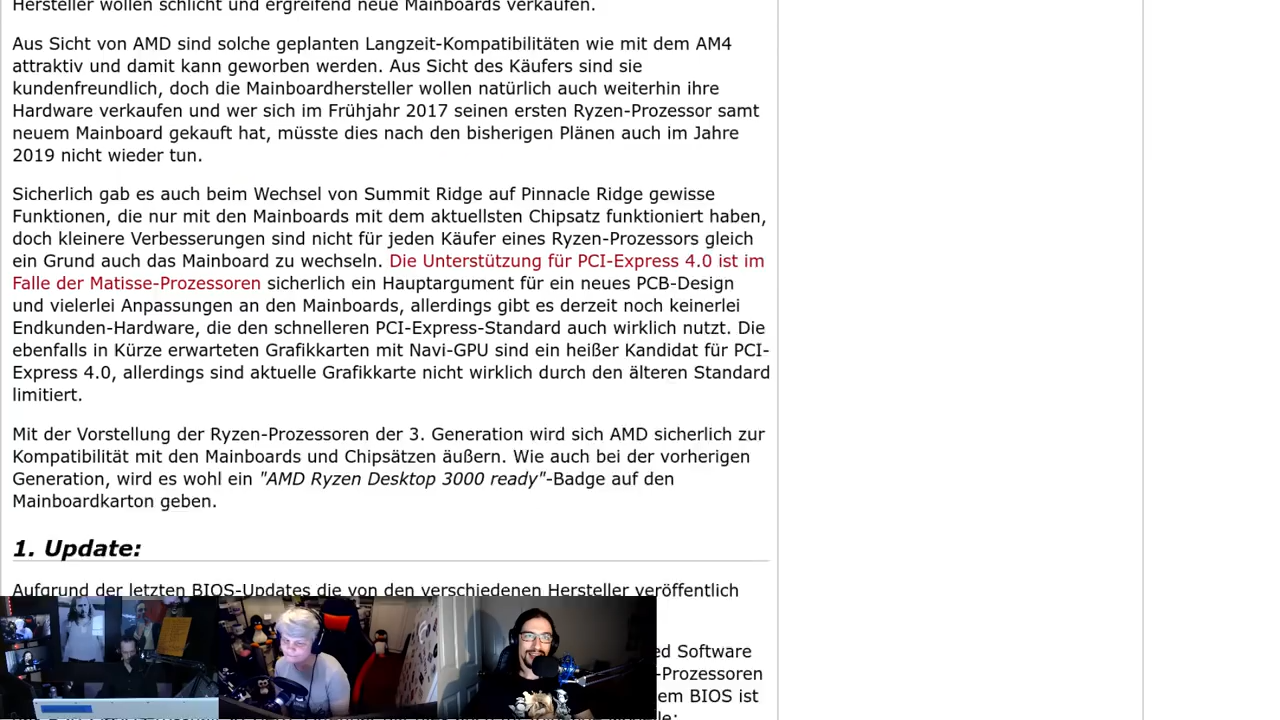 Hersteller wollen schlicht und ergreifend neue Mainboards verkaufen.
Aus Sicht von AMD sind solche geplanten Langzeit-Kompatibilitäten wie mit dem AM4
attraktiv und damit kann geworben werden. Aus Sicht des Käufers sind sie
kundenfreundlich, doch die Mainboardhersteller wollen natürlich auch weiterhin ihre
Hardware verkaufen und wer sich im Frühjahr 2017 seinen ersten Ryzen-Prozessor samt
neuem Mainboard gekauft hat, müsste dies nach den bisherigen Plänen auch im Jahre
2019 nicht wieder tun.
Sicherlich gab es auch beim Wechsel von Summit Ridge auf Pinnacle Ridge gewisse
Funktionen, die nur mit den Mainboards mit dem aktuellsten Chipsatz funktioniert haben,
doch kleinere Verbesserungen sind nicht für jeden Käufer eines Ryzen-Prozessors gleich
ein Grund auch das Mainboard zu wechseln. Die Unterstützung für PCI-Express 4.0 ist im
Falle der Matisse-Prozessoren sicherlich ein Hauptargument für ein neues PCB-Design
und vielerlei Anpassungen an den Mainboards, allerdings gibt es derzeit noch keinerlei
Endkunden-Hardware, die den schnelleren PCI-Express-Standard auch wirklich nutzt. Die
ebenfalls in Kürze erwarteten Grafikkarten mit Navi-GPU sind ein heißer Kandidat für PCI-
Express 4.0, allerdings sind aktuelle Grafikkarte nicht wirklich durch den älteren Standard
limitiert.
Mit der Vorstellung der Ryzen-Prozessoren der 3. Generation wird sich AMD sicherlich zur
Kompatibilität mit den Mainboards und Chipsätzen äußern. Wie auch bei der vorherigen
Generation, wird es wohl ein "AMD Ryzen Desktop 3000 ready"-Badge auf den
Mainboardkarton geben.
1. Update:
Aufgrund der letzten BIOS-Updates die von den verschiedenen Hersteller veröffentlich
ed Software
-Prozessoren
em BIOS ist